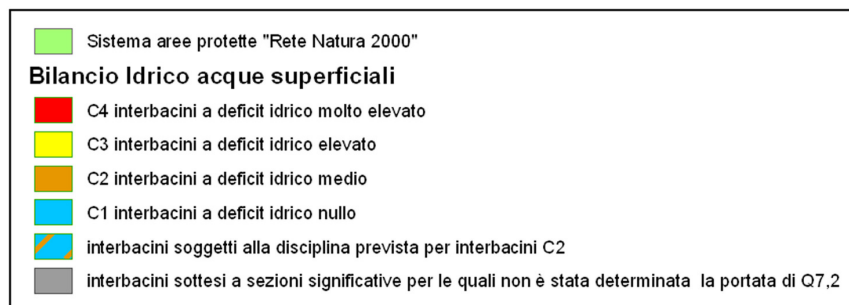 Sistema aree protette "Rete Natura 2000"
Bilancio Idrico acque superficiali
C4 interbacini a deficit idrico molto elevato
C3 interbacini a deficit idrico elevato
C2 interbacini a deficit idrico medio
C1 interbacini a deficit idrico nullo
interbacini soggetti alla disciplina prevista per interbacini C2
interbacini sottesi a sezioni significative per le quali non è stata determinata la portata di Q7,2